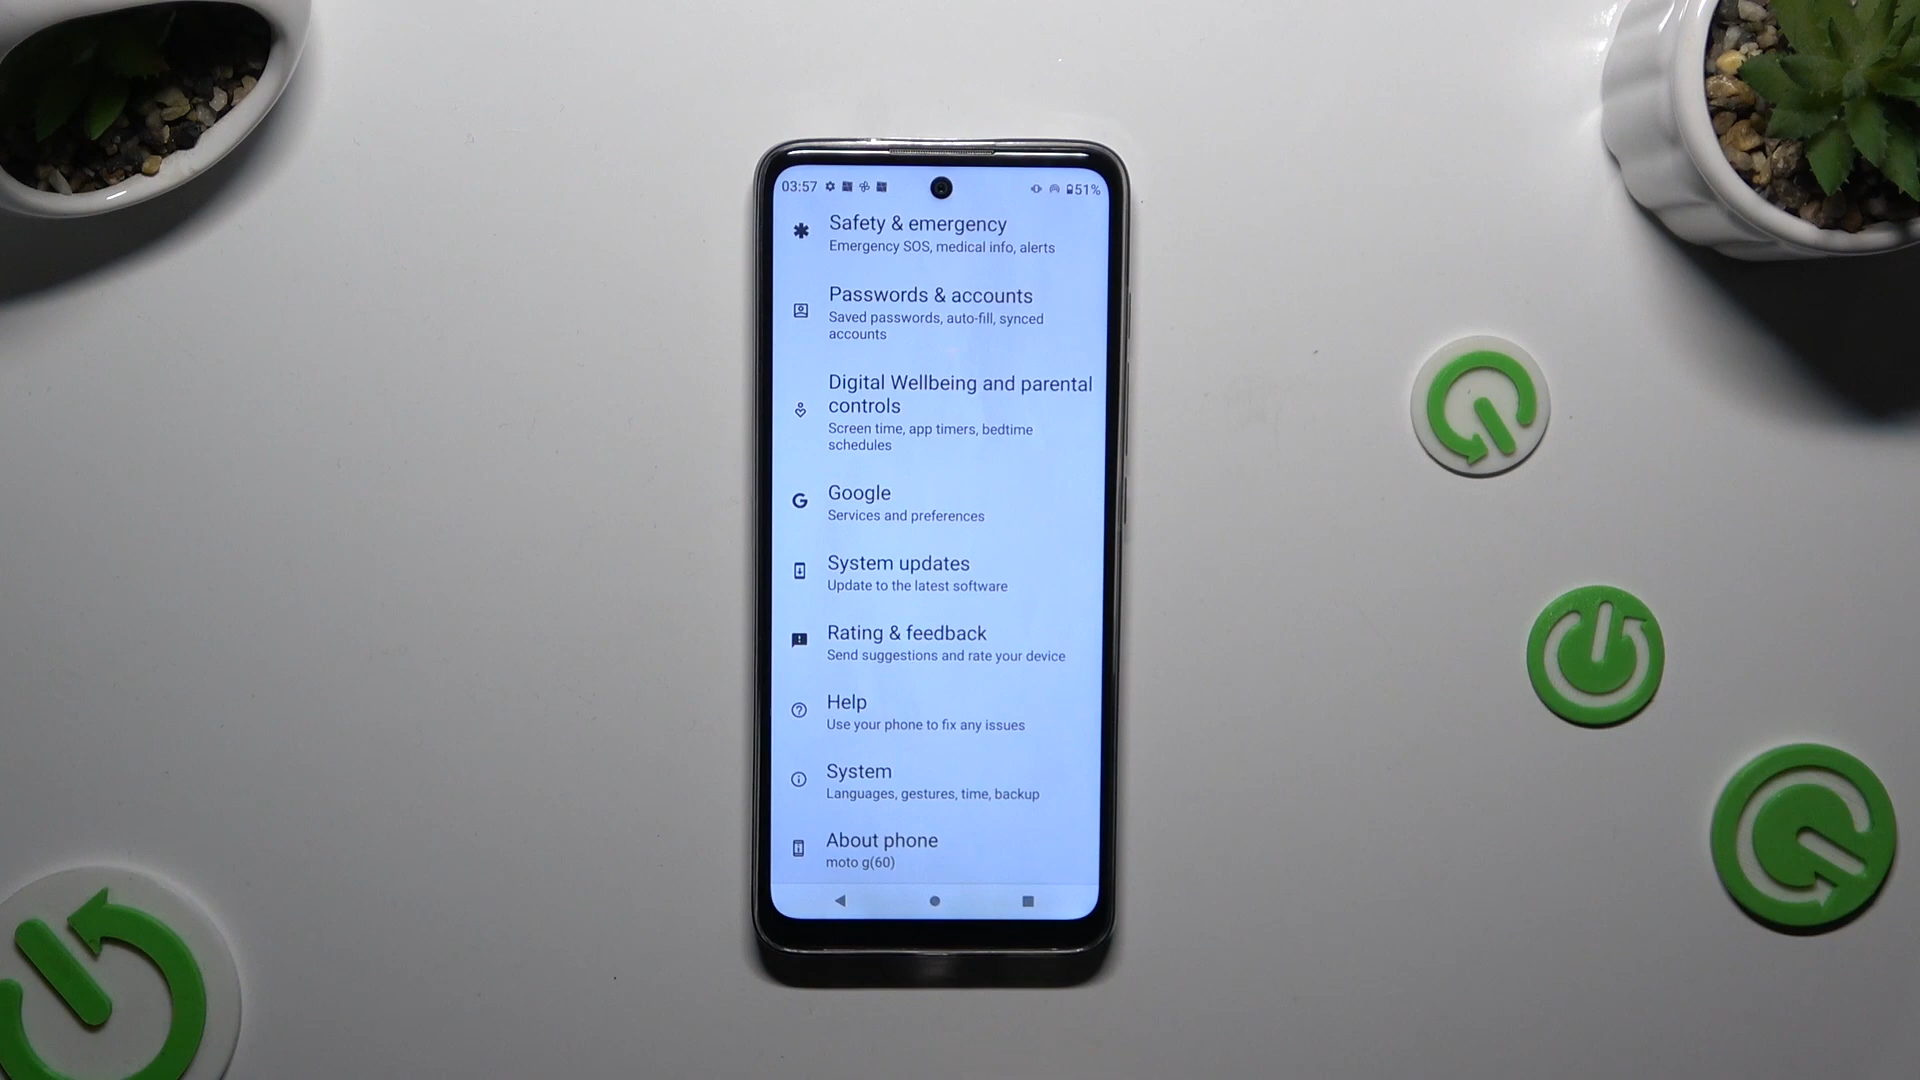 03:57
51%
Safety & emergency
Emergency SOS, medical info, alerts
Passwords & accounts
Saved passwords, auto-fill, synced
accounts
Digital Wellbeing and parental
controls
Screen time, app timers, bedtime
schedules
Google
Services and preferences
System updates
Update to the latest software
Rating & feedback
Send suggestions and rate your device
Help
Use your phone to fix any issues
System
Languages, gestures, time, backup
About phone
moto g(60)